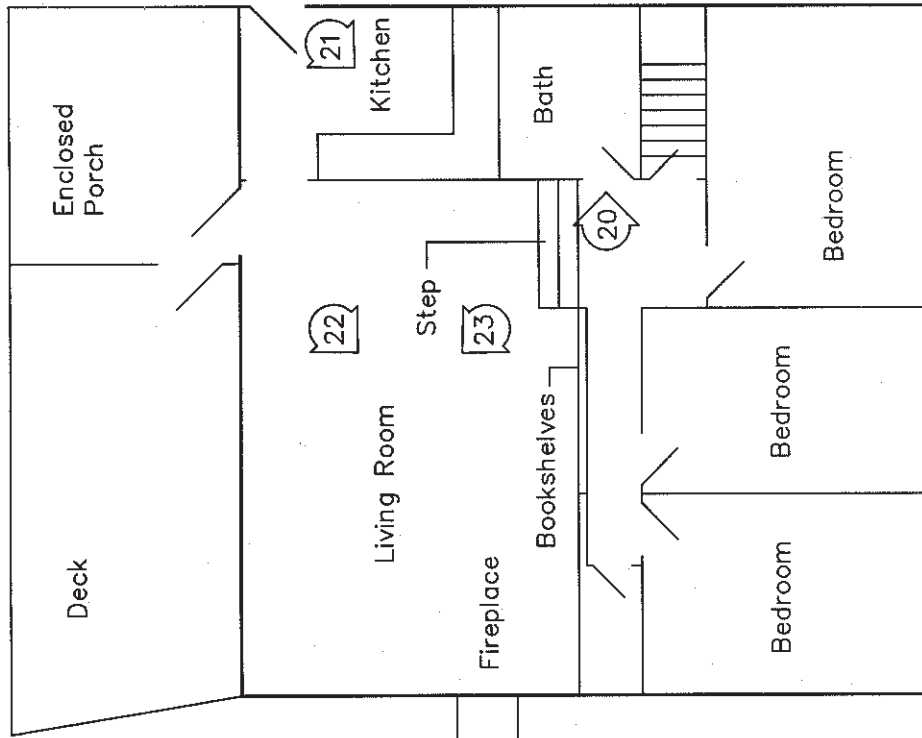 Deck
Enclosed
Porch
21
Kitchen
22
Living Room
Step
23
Fireplace
Bookshelves
Bath
20
Bedroom
Bedroom
Bedroom